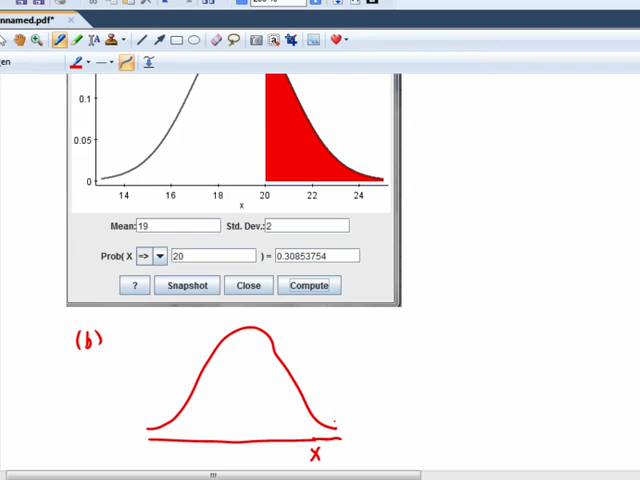 nnamed.pdf*
en
0.1
0.05
0
14 16 18 20 22 24
x
Mean: 19 Std. Dev.: 2
Prob( X => 20 ) = 0.30853754
? Snapshot Close Compute
(b)
X